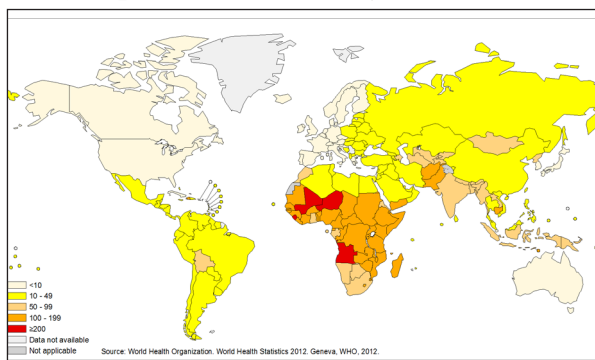 <10
10 - 49
50 - 99
100 - 199
≥200
Data not available
Not applicable
Source: World Health Organization. World Health Statistics 2012. Geneva, WHO, 2012.